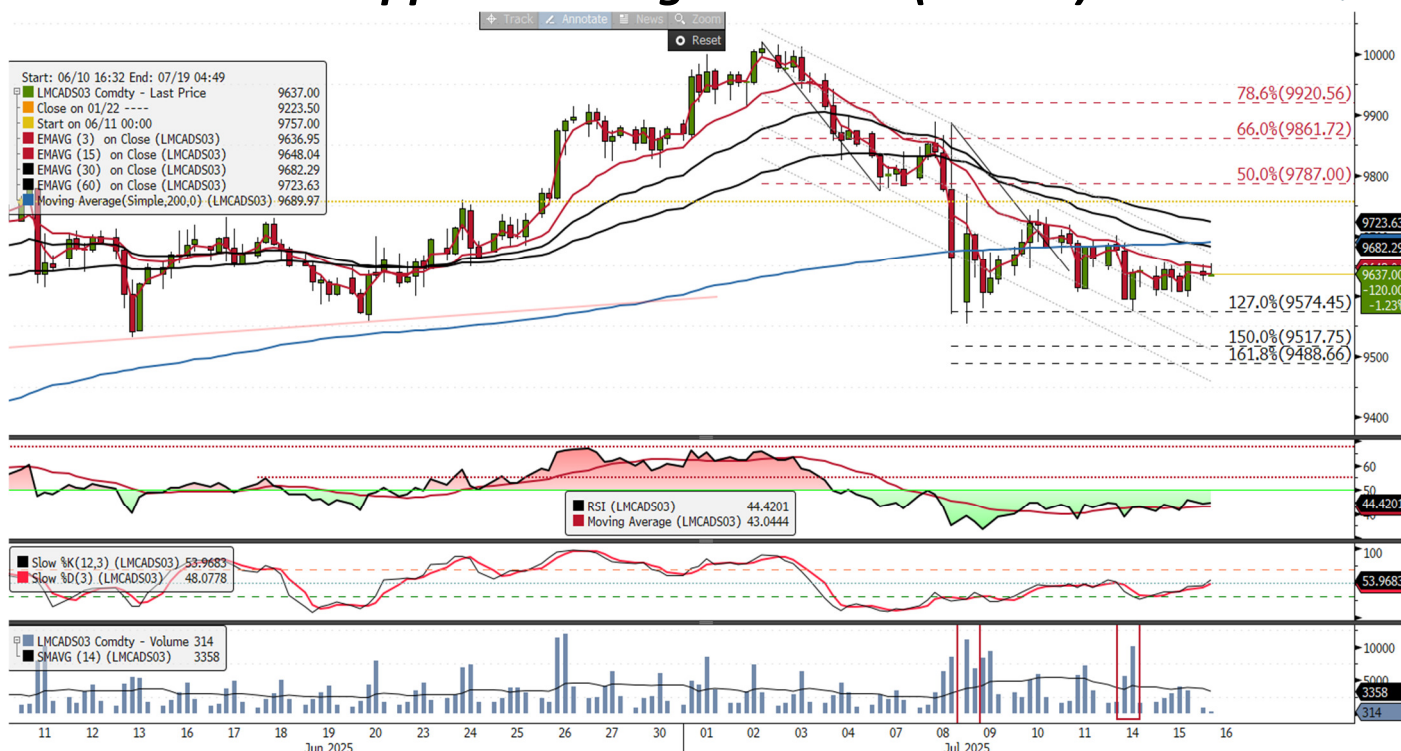 Track Annotate News Zoom
Reset
Start: 06/10 16:32 End: 07/19 04:49
LMCADS03 Comdty - Last Price 9637.00
Close on 01/22 ---- 9223.50
Start on 06/11 00:00 9757.00
EMAVG (3) on Close (LMCADS03) 9636.95
EMAVG (15) on Close (LMCADS03) 9648.04
EMAVG (30) on Close (LMCADS03) 9682.29
EMAVG (60) on Close (LMCADS03) 9723.63
Moving Average(Simple,200,0) (LMCADS03) 9689.97
10000
78.6%(9920.56)
9900
66.0%(9861.72)
50.0%(9787.00)
9800
9723.63
9682.29
9637.00
-120.00
-1.23%
127.0%(9574.45)
150.0%(9517.75)
9500
161.8%(9488.66)
9400
60
50
RSI (LMCADS03) 44.4201
Moving Average (LMCADS03) 43.0444
44.4201
Slow %K(12,3) (LMCADS03) 53.9683
Slow %D(3) (LMCADS03) 48.0778
100
53.9683
LMCADS03 Comdty - Volume 314
SMAVG (14) (LMCADS03) 3358
10000
5000
3358
314
11 12 13 16 17 18 19 20 23 24 25 26 27 30 01 02 03 04 07 08 09 10 11 14 15 16
Jun 2025 Jul 2025